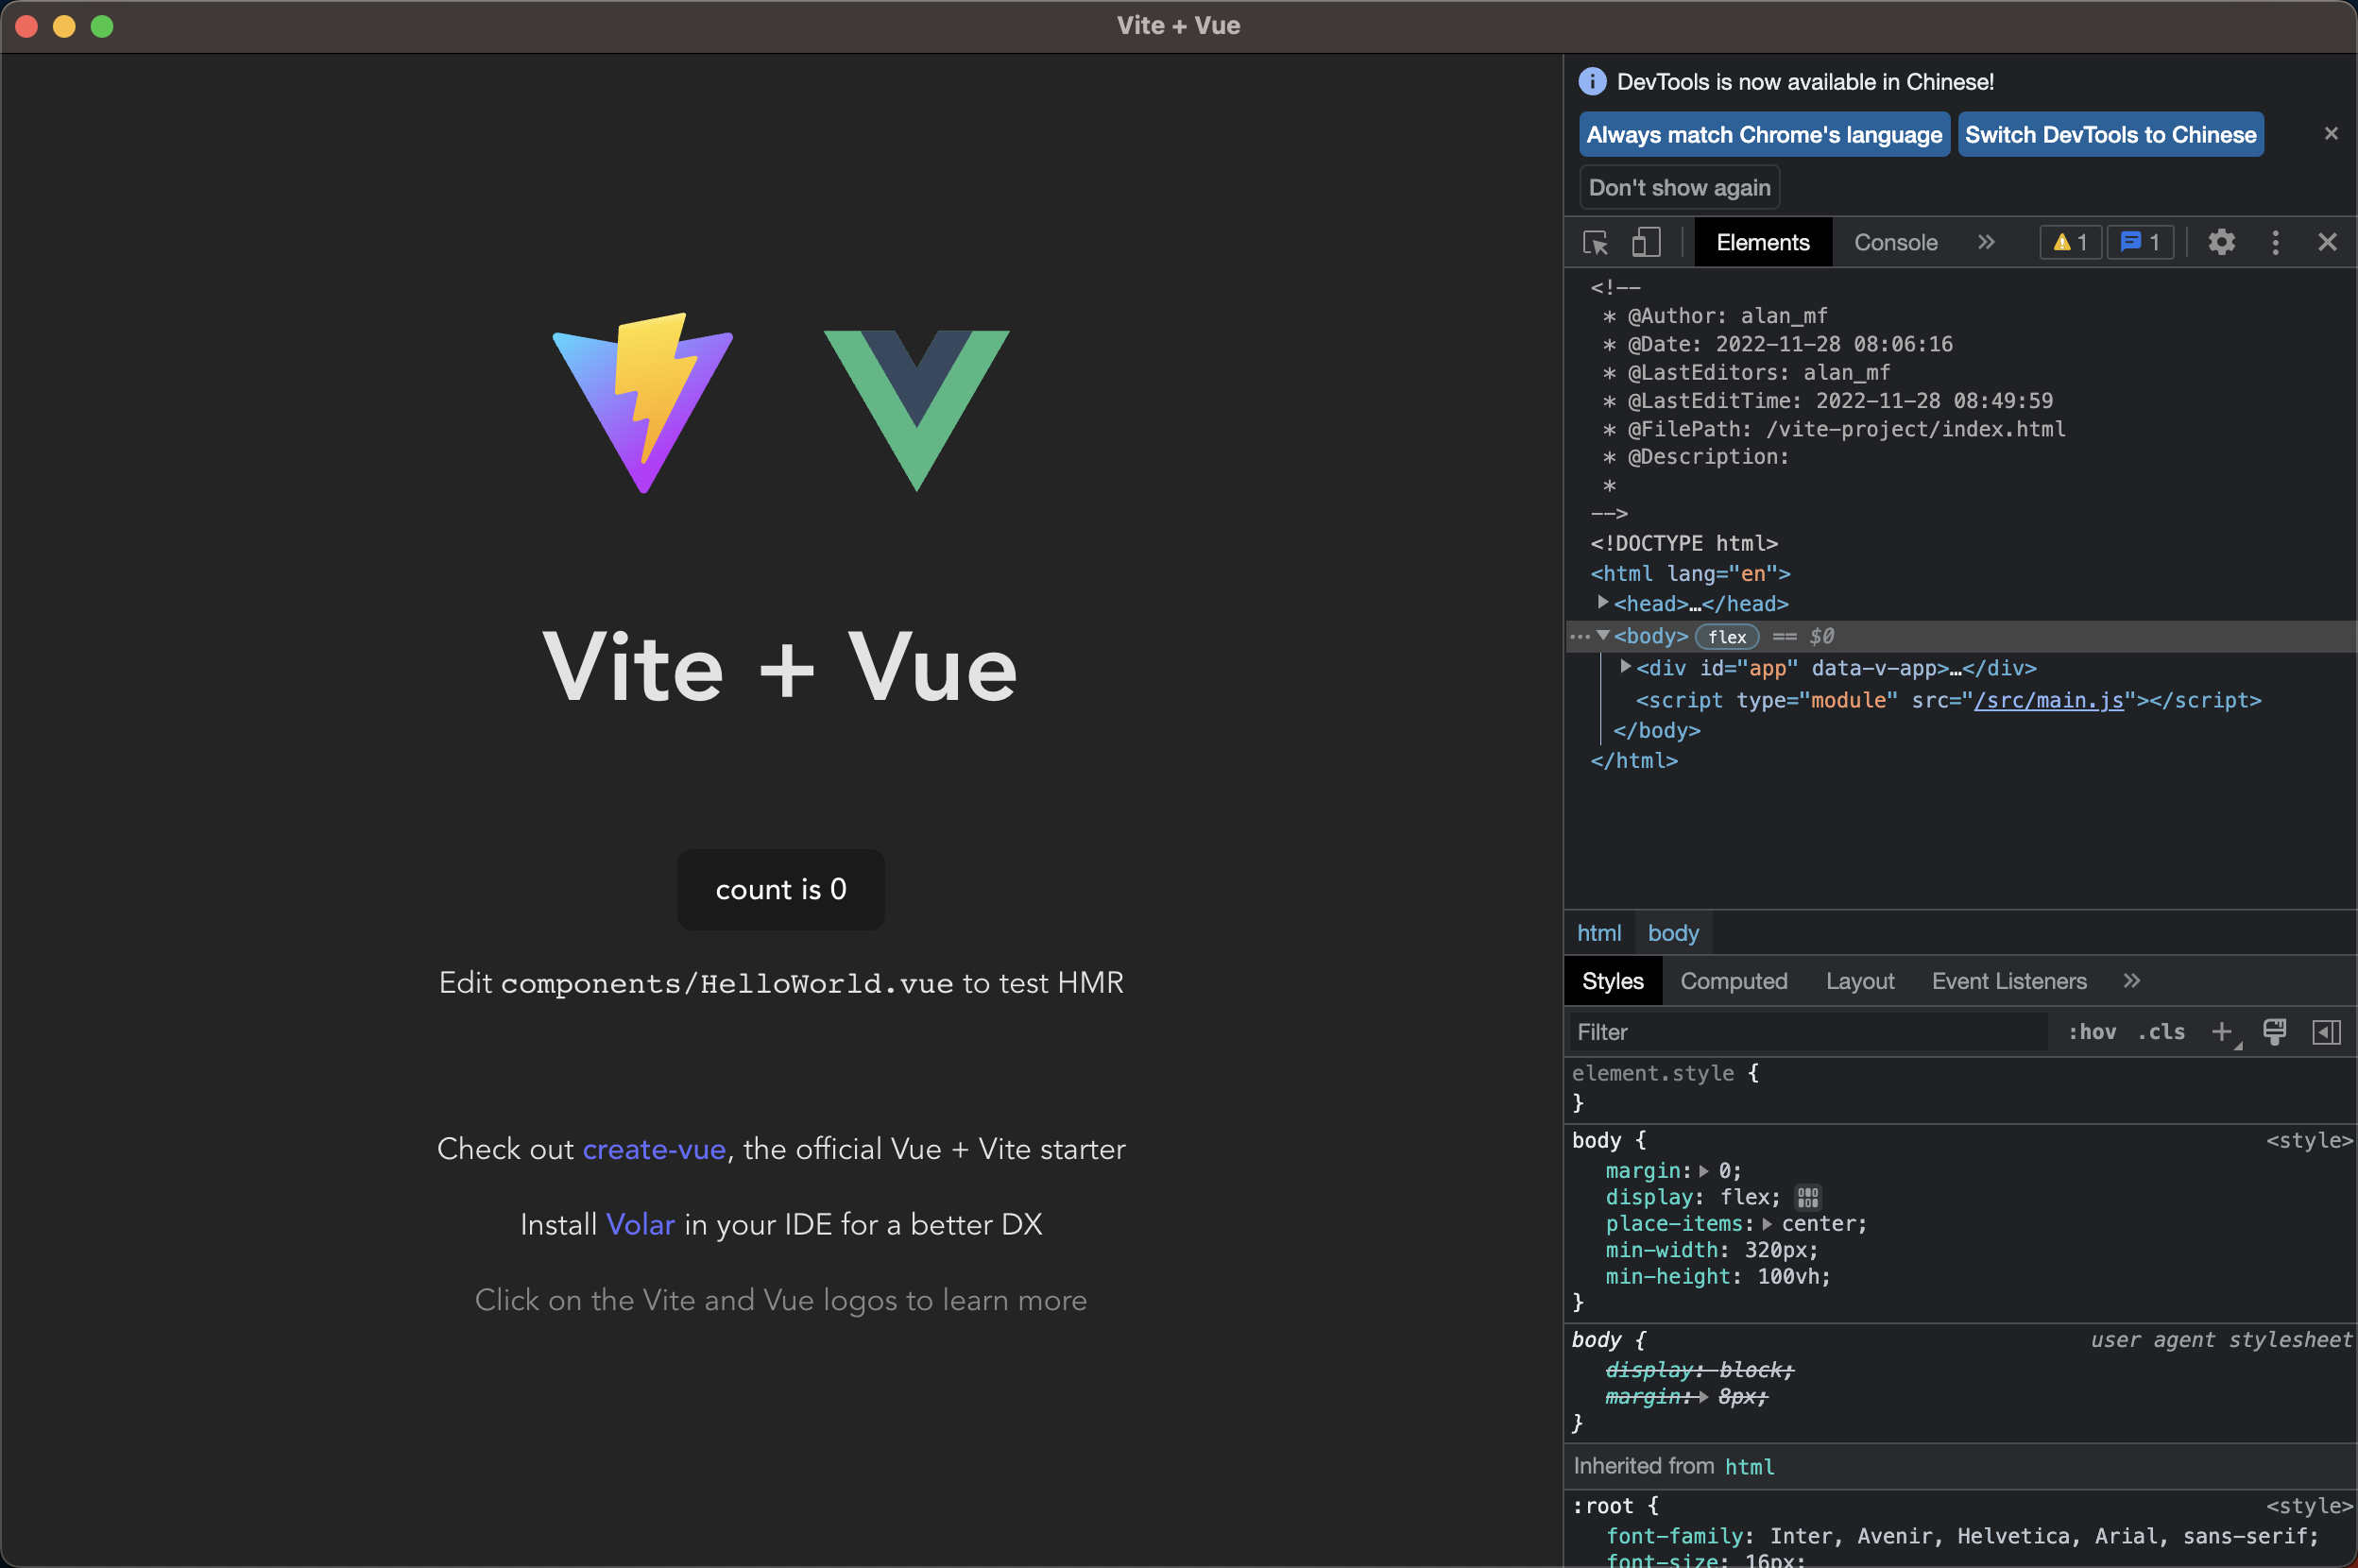 Vite + Vue
Vite + Vue
count is 0
Edit components/HelloWorld.vue to test HMR
Check out create-vue, the official Vue + Vite starter
Install Volar in your IDE for a better DX
Click on the Vite and Vue logos to learn more
DevTools is now available in Chinese!
Always match Chrome's language Switch DevTools to Chinese
Don't show again
Elements Console 1 1
<!--
* @Author: alan_mf
* @Date: 2022-11-28 08:06:16
* @LastEditors: alan_mf
* @LastEditTime: 2022-11-28 08:49:59
* @FilePath: /vite-project/index.html
* @Description:
*
-->
<!DOCTYPE html>
<html lang="en">
<head>…</head>
<body> flex == $0
<div id="app" data-v-app>…</div>
<script type="module" src="/src/main.js"></script>
</body>
</html>
html body
Styles Computed Layout Event Listeners
Filter :hov .cls
element.style {
}
body { <style>
margin: 0;
display: flex;
place-items: center;
min-width: 320px;
min-height: 100vh;
}
body { user agent stylesheet
display: block;
margin: 8px;
}
Inherited from html
:root { <style>
font-family: Inter, Avenir, Helvetica, Arial, sans-serif;
font-size: 16px;